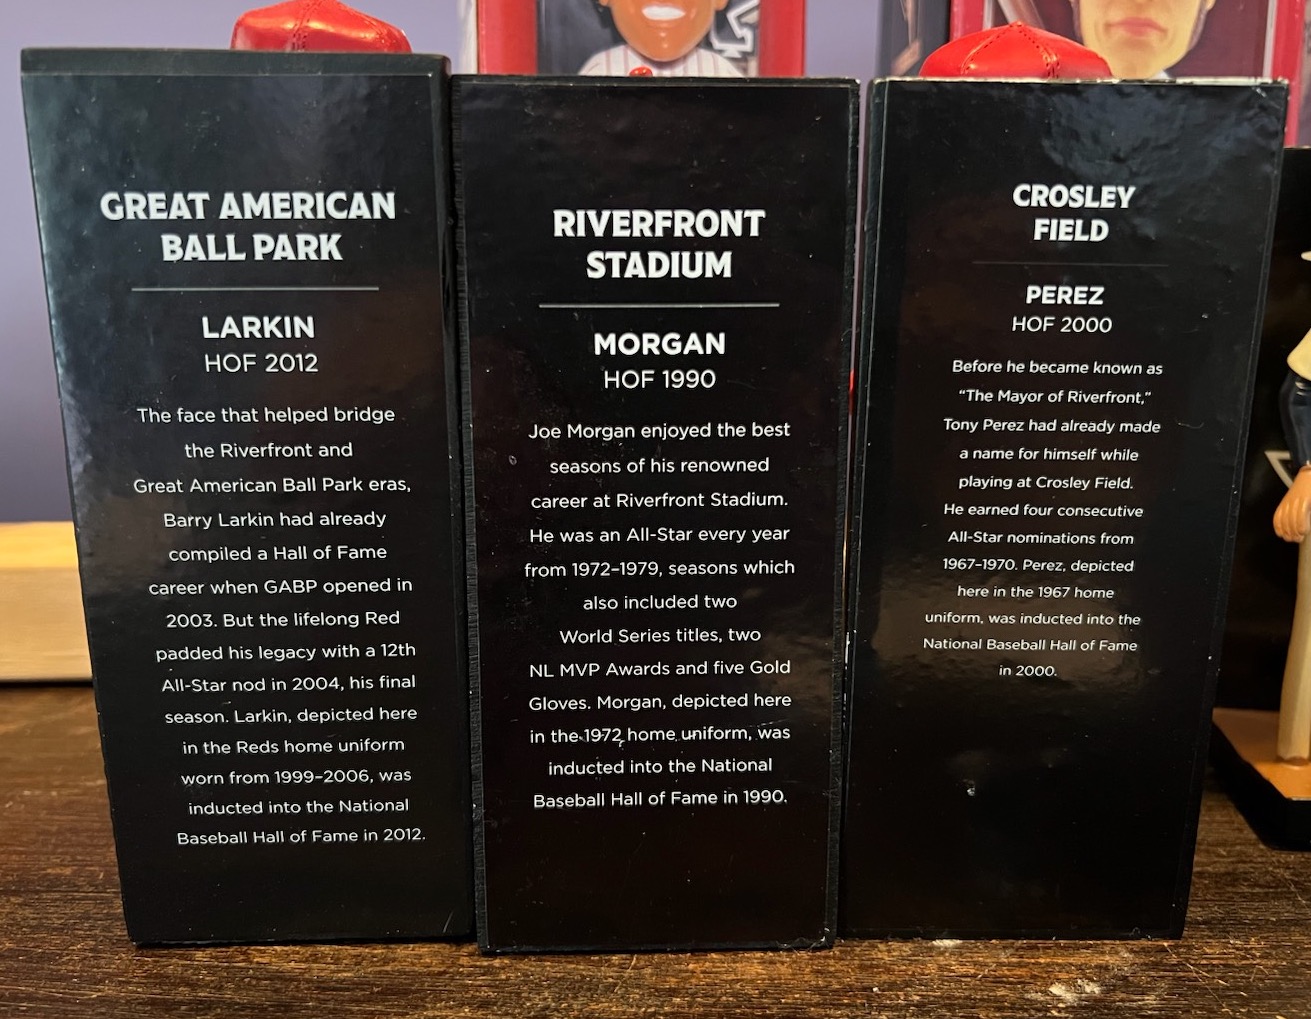 GREAT AMERICAN
BALL PARK
LARKIN
HOF 2012
The face that helped bridge
the Riverfront and
Great American Ball Park eras,
Barry Larkin had already
compiled a Hall of Fame
career when GABP opened in
2003. But the lifelong Red
padded his legacy with a 12th
All-Star nod in 2004, his final
season. Larkin, depicted here
in the Reds home uniform
worn from 1999–2006, was
inducted into the National
Baseball Hall of Fame in 2012.
RIVERFRONT
STADIUM
MORGAN
HOF 1990
Joe Morgan enjoyed the best
seasons of his renowned
career at Riverfront Stadium.
He was an All-Star every year
from 1972–1979, seasons which
also included two
World Series titles, two
NL MVP Awards and five Gold
Gloves. Morgan, depicted here
in the 1972 home uniform, was
inducted into the National
Baseball Hall of Fame in 1990.
CROSLEY
FIELD
PEREZ
HOF 2000
Before he became known as
“The Mayor of Riverfront,”
Tony Perez had already made
a name for himself while
playing at Crosley Field.
He earned four consecutive
All-Star nominations from
1967–1970. Perez, depicted
here in the 1967 home
uniform, was inducted into the
National Baseball Hall of Fame
in 2000.